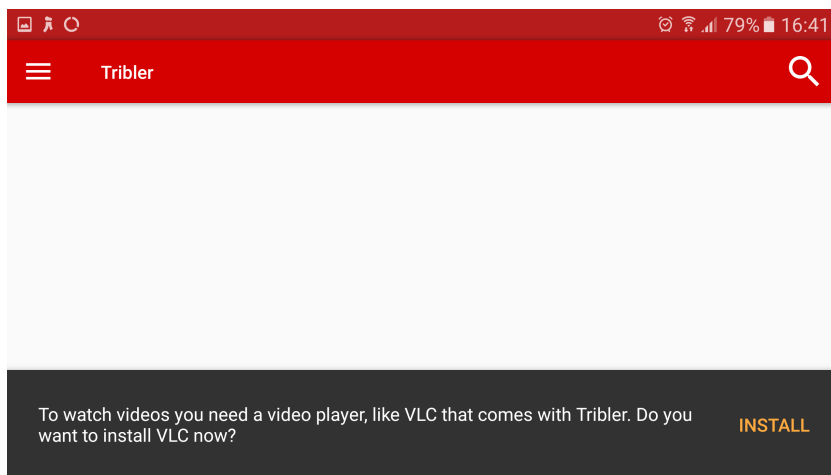 79% 16:41
Tribler
To watch videos you need a video player, like VLC that comes with Tribler. Do you
want to install VLC now?
INSTALL